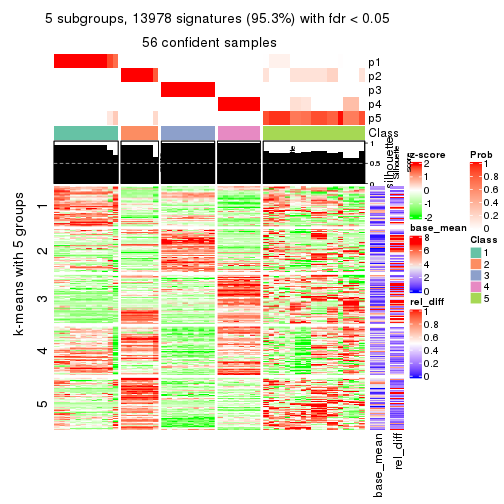 5 subgroups, 13978 signatures (95.3%) with fdr < 0.05
56 confident samples
p1
p2
p3
p4
p5
Class
1
0.5
0
silhouette
Silhouette
score
k-means with 5 groups
1
2
3
4
5
base_mean
rel_diff
z-score
2
1
0
-1
-2
base_mean
8
6
4
2
0
rel_diff
1
0.8
0.6
0.4
0.2
0
Prob
1
0.8
0.6
0.4
0.2
0
Class
1
2
3
4
5